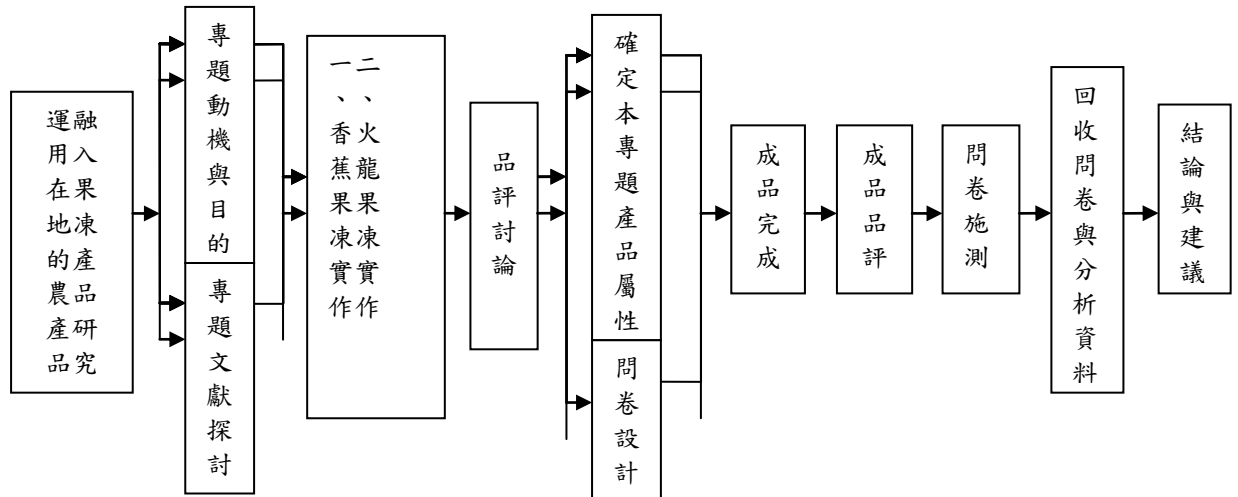 運用在地的農產品
融入果凍產品研究
專題動機與目的
專題文獻探討
一、香蕉果凍實作
二、火龍果凍實作
品評討論
確定本專題產品屬性
問卷設計
成品完成
成品品評
問卷施測
回收問卷與分析資料
結論與建議